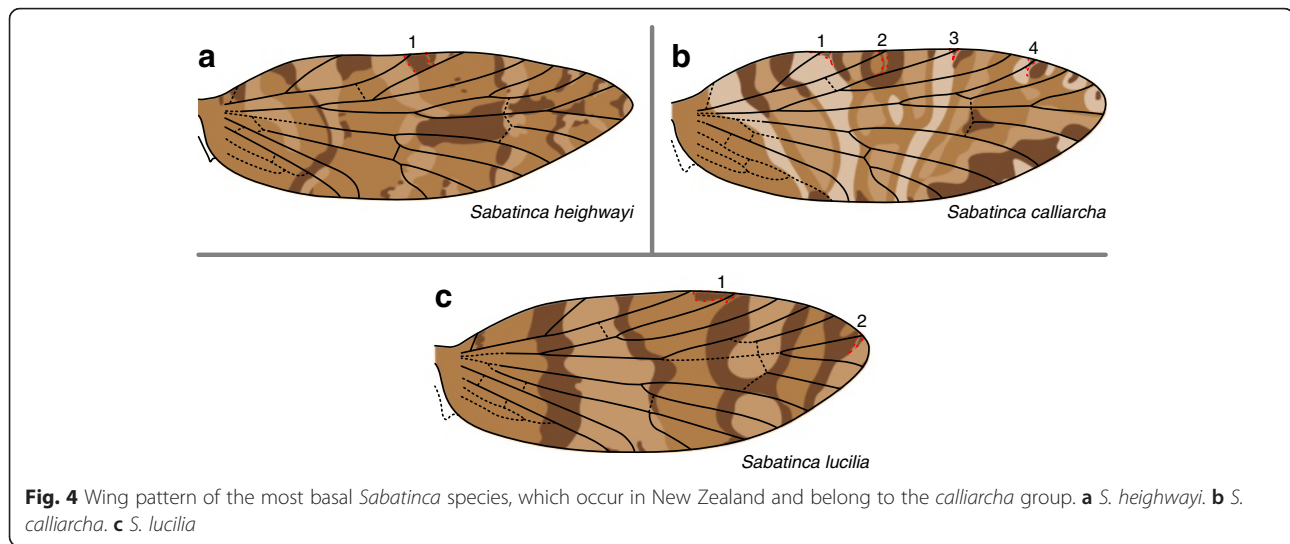 a
1
Sabatinca heighwayi
b
1
2
3
4
Sabatinca calliarcha
c
1
2
Sabatinca lucilia
Fig. 4 Wing pattern of the most basal Sabatinca species, which occur in New Zealand and belong to the calliarcha group. a S. heighwayi. b S.
calliarcha. c S. lucilia